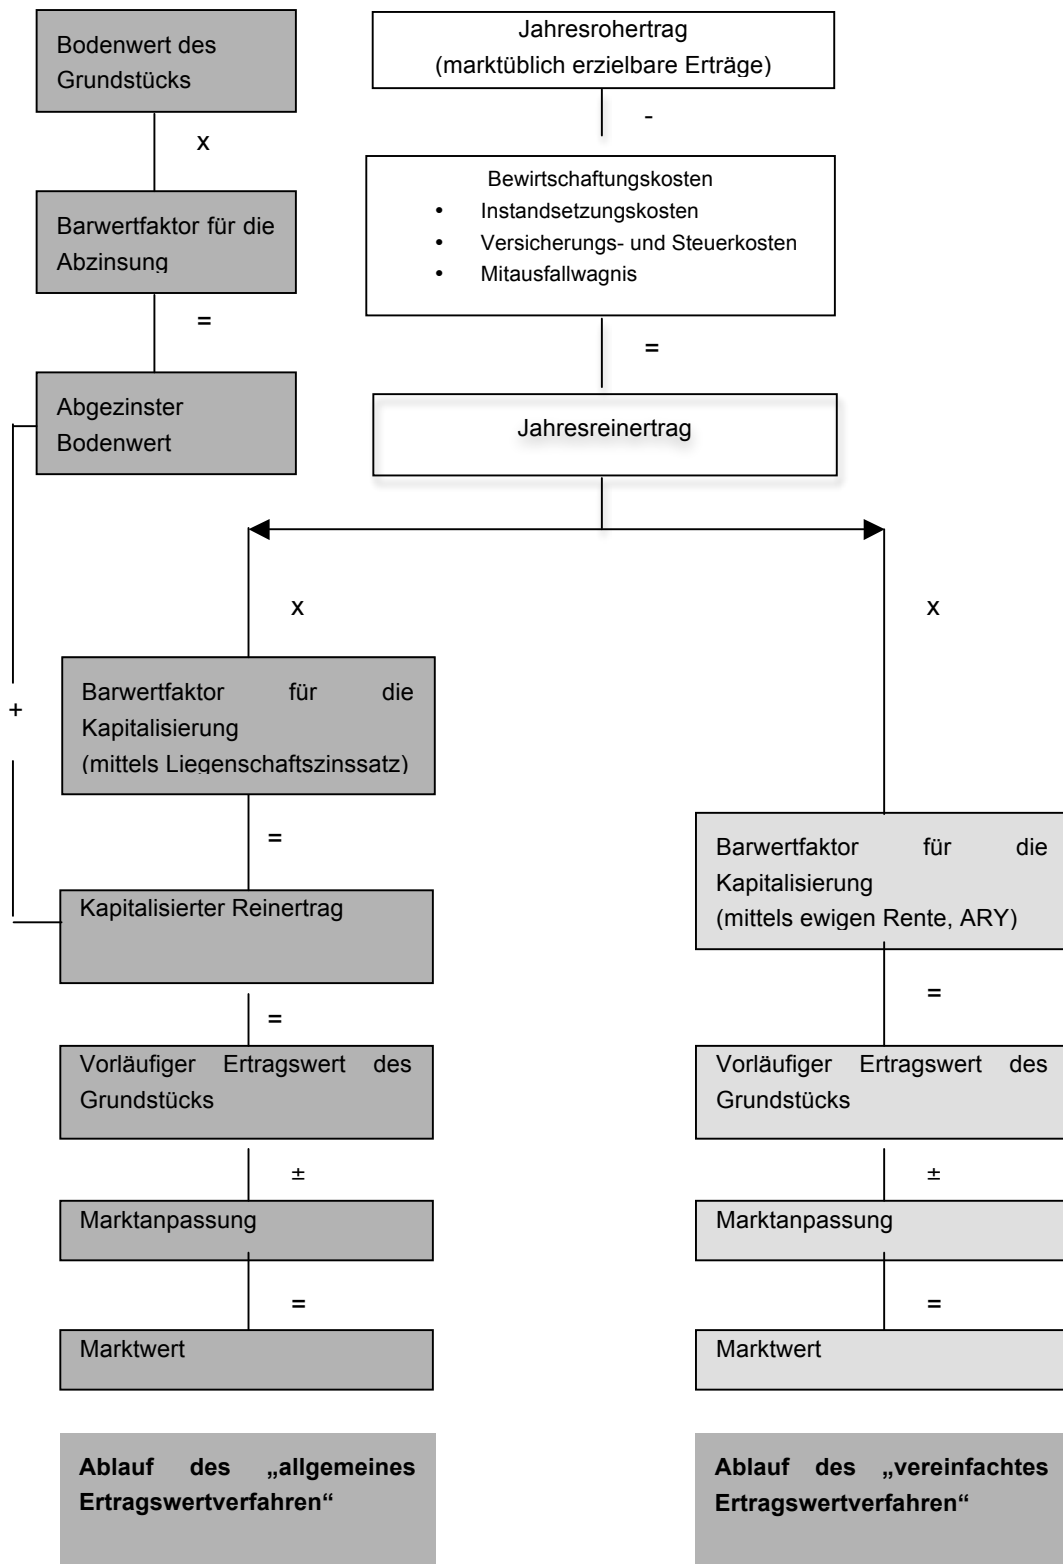 Bodenwert des
Grundstücks
x
Barwertfaktor für die
Abzinsung
=
Abgezinster
Bodenwert
+
Jahresrohertrag
(marktüblich erzielbare Erträge)
-
Bewirtschaftungskosten
• Instandsetzungskosten
• Versicherungs- und Steuerkosten
• Mitausfallwagnis
=
Jahresreinertrag
x
Barwertfaktor für die
Kapitalisierung
(mittels Liegenschaftszinssatz)
=
Kapitalisierter Reinertrag
=
Vorläufiger Ertragswert des
Grundstücks
±
Marktanpassung
=
Marktwert
Ablauf des „allgemeines
Ertragswertverfahren“
x
Barwertfaktor für die
Kapitalisierung
(mittels ewigen Rente, ARY)
=
Vorläufiger Ertragswert des
Grundstücks
±
Marktanpassung
=
Marktwert
Ablauf des „vereinfachtes
Ertragswertverfahren“